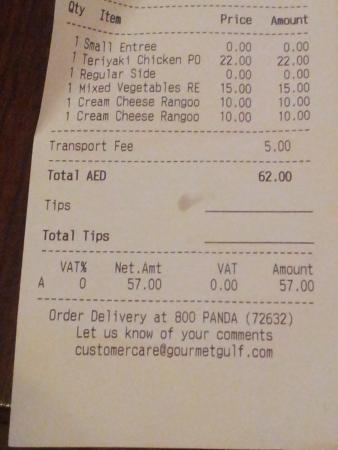 Qty Item Price Amount
1 Small Entree 0.00 0.00
1 Teriyaki Chicken PO 22.00 22.00
1 Regular Side 0.00 0.00
1 Mixed Vegetables RE 15.00 15.00
1 Cream Cheese Rangoo 10.00 10.00
1 Cream Cheese Rangoo 10.00 10.00
Transport Fee 5.00
Total AED 62.00
Tips
Total Tips
VAT% Net.Amt VAT Amount
A 0 57.00 0.00 57.00
Order Delivery at 800 PANDA (72632)
Let us know of your comments
customercare@gourmetgulf.com